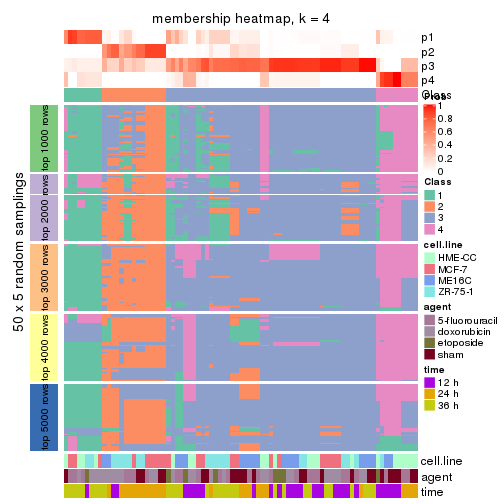 membership heatmap, k = 4
p1
p2
p3
p4
Class
Prob
1
0.8
0.6
0.4
0.2
0
Class
1
2
3
4
cell.line
HME-CC
MCF-7
ME16C
ZR-75-1
agent
5-fluorouracil
doxorubicin
etoposide
sham
time
12 h
24 h
36 h
50 x 5 random samplings
top 1000 rows
top 2000 rows
top 3000 rows
top 4000 rows
top 5000 rows
cell.line
agent
time